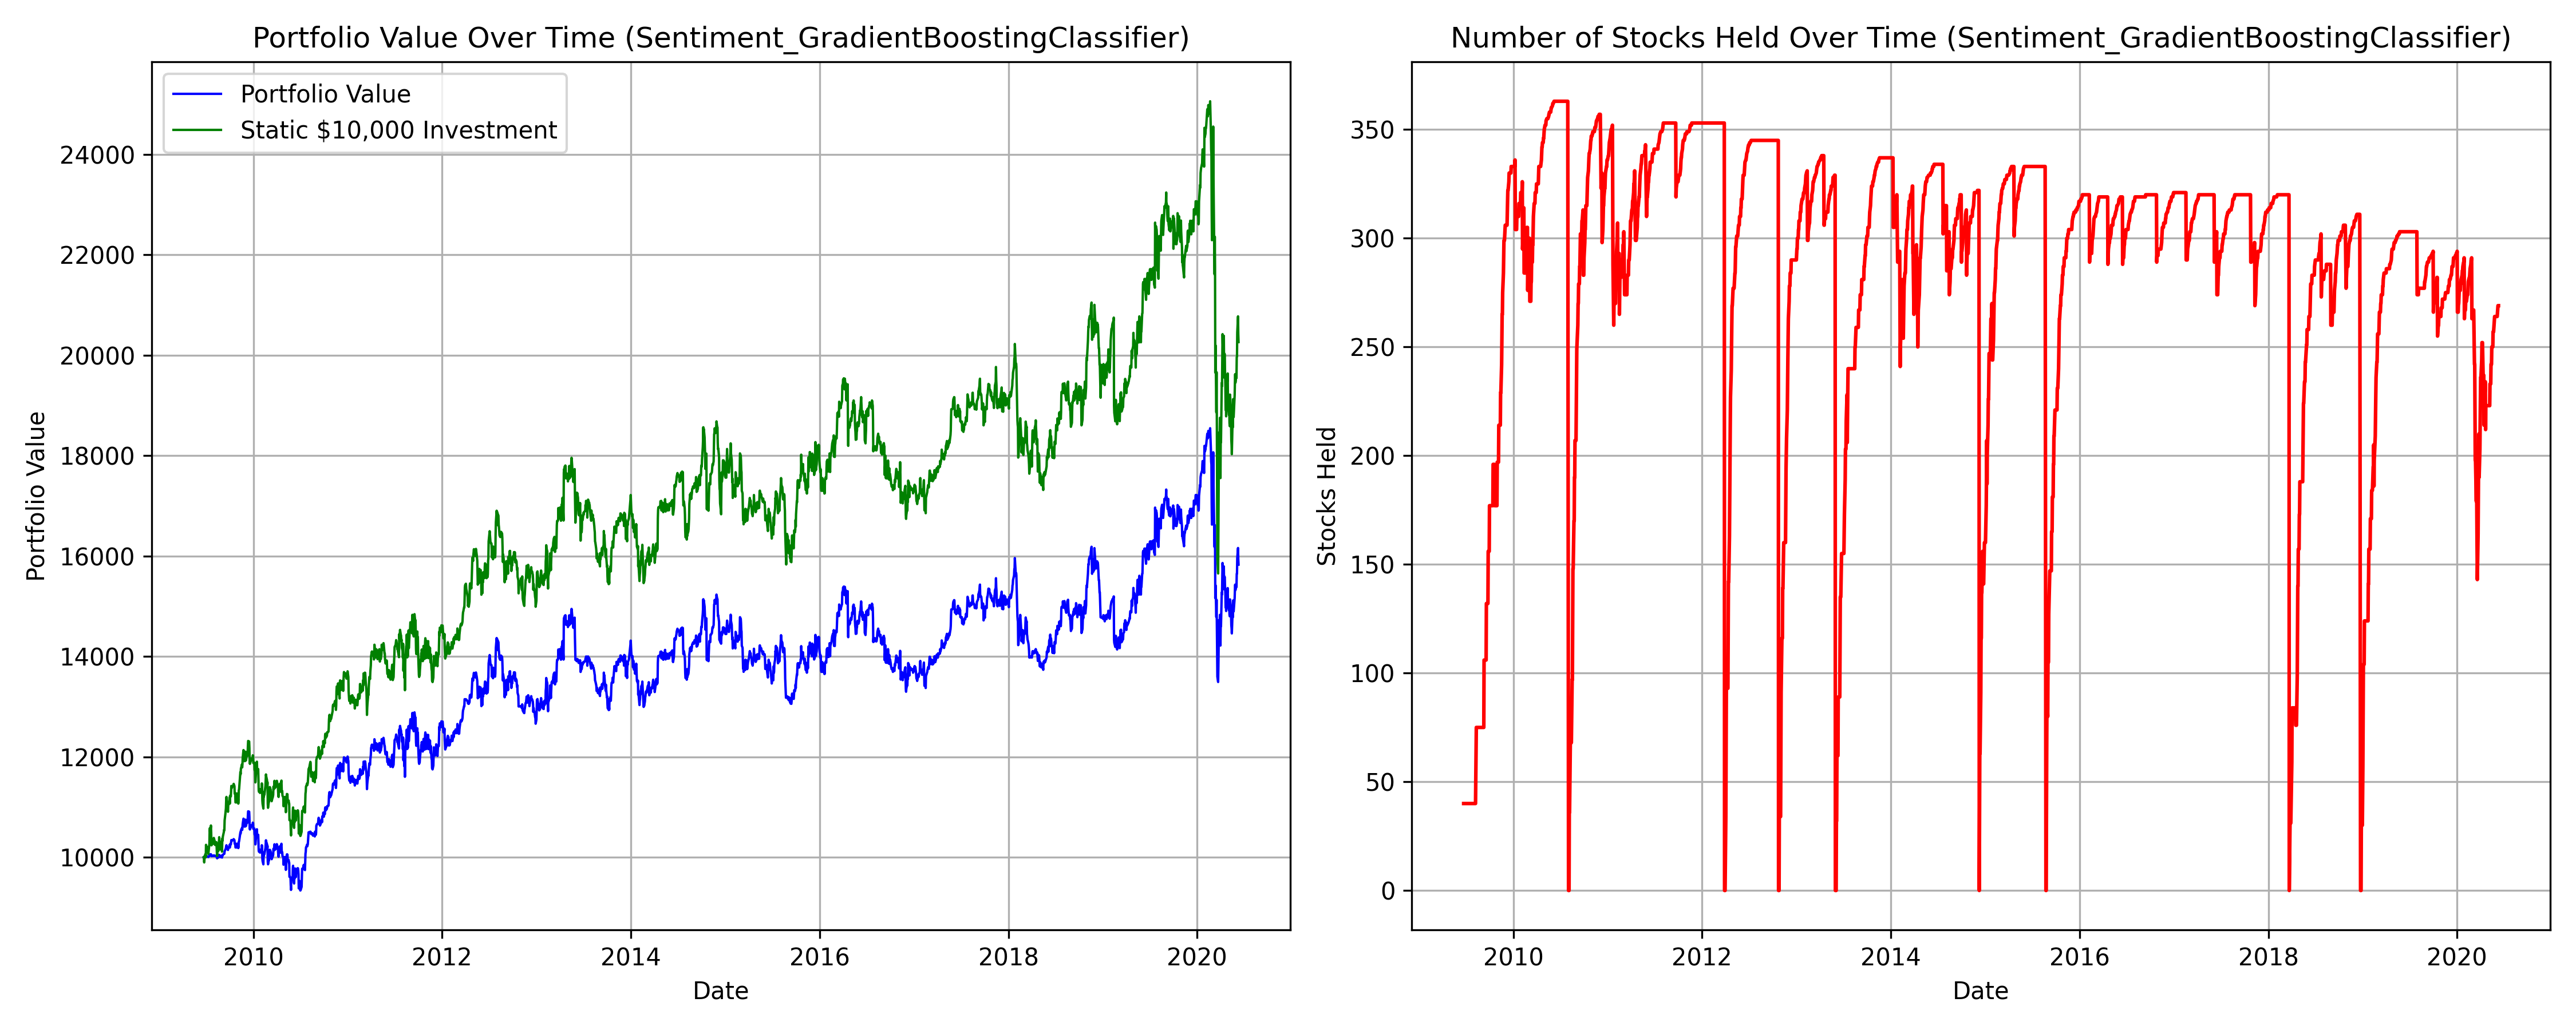 Portfolio Value Over Time (Sentiment_GradientBoostingClassifier)
Portfolio Value
Static $10,000 Investment
24000
22000
20000
18000
16000
14000
12000
10000
Portfolio Value
2010 2012 2014 2016 2018 2020
Date
Number of Stocks Held Over Time (Sentiment_GradientBoostingClassifier)
350
300
250
200
150
100
50
0
Stocks Held
2010 2012 2014 2016 2018 2020
Date